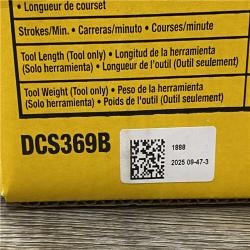 • Longueur de course
Strokes/Min. • Carreras/minuto • Courses/minute
Tool Length (Tool only) • Longitud de la herramienta
(Solo herramienta) • Longueur de l'outil (Outil seulement)
Tool Weight (Tool only) • Peso de la herramienta
(Solo herramienta) • Poids de l'outil (Outil seulement)
DCS369B
1888
2025 09-47-3